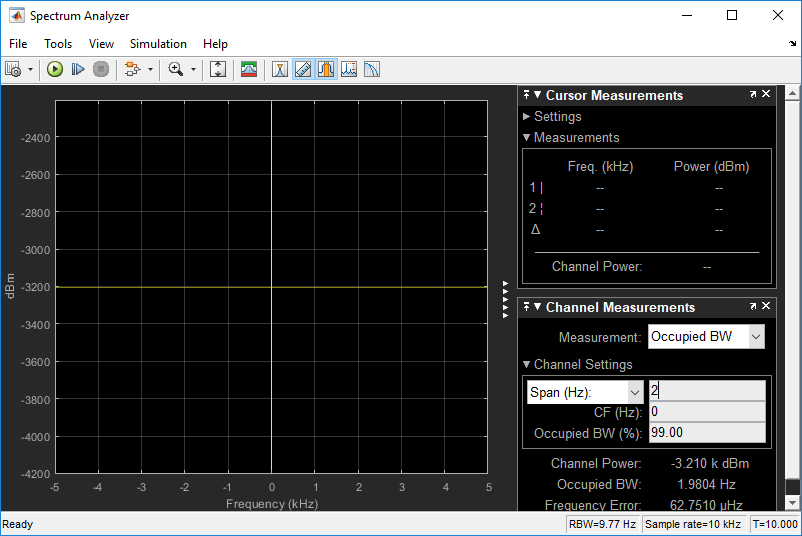 Spectrum Analyzer
File Tools View Simulation Help
-2400
-2600
-2800
-3000
-3200
-3400
-3600
-3800
-4000
-4200
dBm
-5 -4 -3 -2 -1 0 1 2 3 4 5
Frequency (kHz)
Cursor Measurements
Settings
Measurements
Freq. (kHz) Power (dBm)
1 | -- --
2 ¦ -- --
Δ -- --
Channel Power: --
Channel Measurements
Measurement: Occupied BW
Channel Settings
Span (Hz): 2
CF (Hz): 0
Occupied BW (%): 99.00
Channel Power: -3.210 k dBm
Occupied BW: 1.9804 Hz
Frequency Error: 62.7510 µHz
Ready RBW=9.77 Hz Sample rate=10 kHz T=10.000